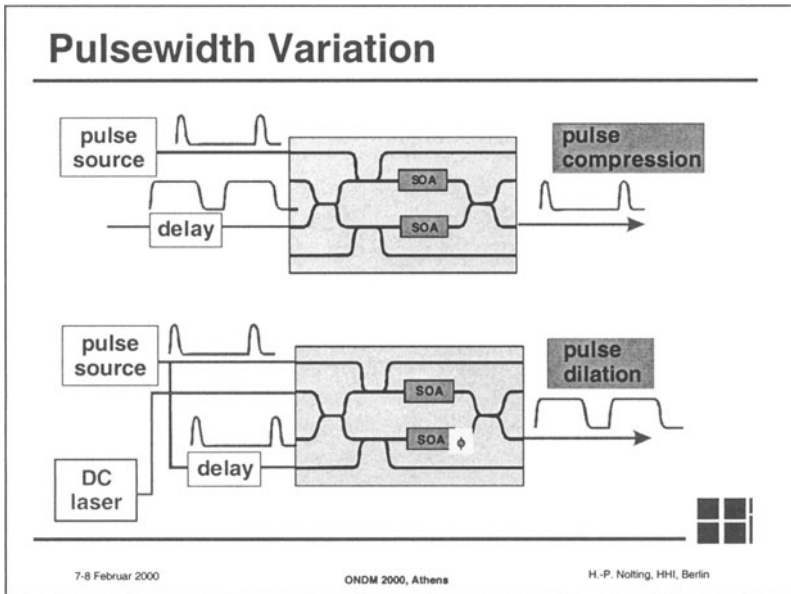 Pulsewidth Variation
pulse
source
delay
SOA
SOA
pulse
compression
pulse
source
DC
laser
delay
SOA
SOA
ϕ
pulse
dilation
7-8 Februar 2000
ONDM 2000, Athens
H.-P. Nolting, HHI, Berlin